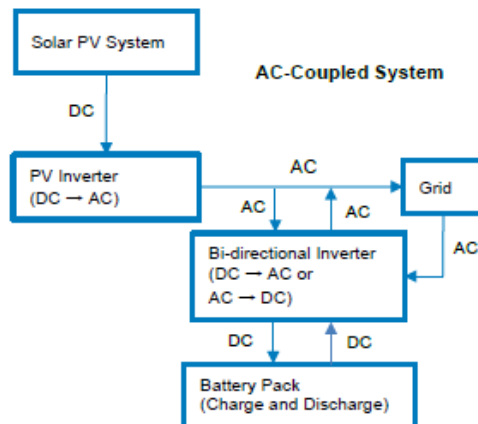 Solar PV System
AC-Coupled System
DC
PV Inverter
(DC → AC)
AC
Grid
AC
AC
AC
Bi-directional Inverter
(DC → AC or
AC → DC)
DC
DC
Battery Pack
(Charge and Discharge)